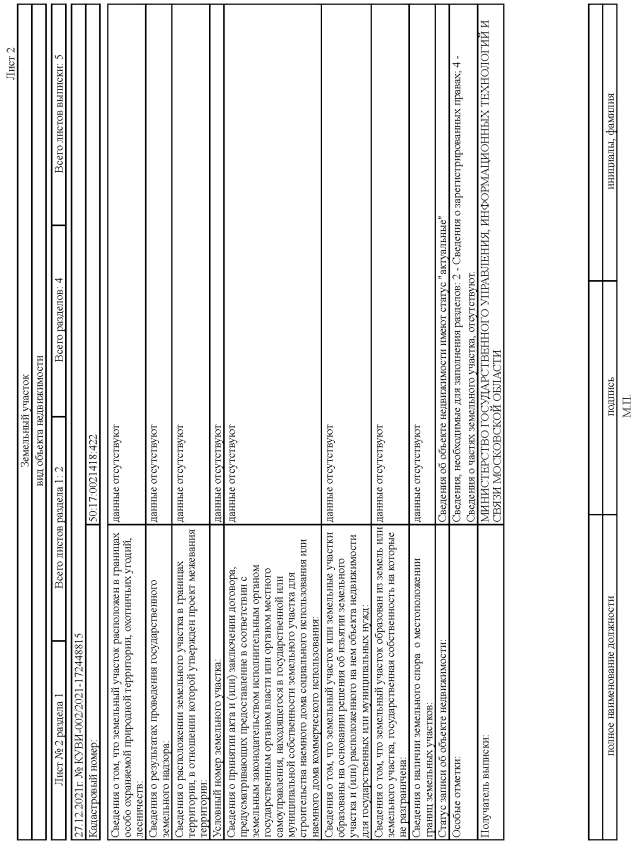 Лист 2
Земельный участок
вид объекта недвижимости
Лист № 2 раздела 1
Всего листов раздела 1: 2
Всего разделов: 4
Всего листов выписки: 5
27.12.2021г. № КУВИ-002/2021-172448815
Кадастровый номер:
50:17:0021418:422
Сведения о том, что земельный участок расположен в границах
особо охраняемой природной территории, охотничьих угодий,
лесничеств:
данные отсутствуют
Сведения о результатах проведения государственного
земельного надзора:
данные отсутствуют
Сведения о расположении земельного участка в границах
территории, в отношении которой утвержден проект межевания
территории:
данные отсутствуют
Условный номер земельного участка:
данные отсутствуют
Сведения о принятии акта и (или) заключении договора,
предусматривающих предоставление в соответствии с
земельным законодательством исполнительным органом
государственным органом власти или органом местного
самоуправления, находящегося в государственной или
муниципальной собственности земельного участка для
строительства наемного дома социального использования или
наемного дома коммерческого использования:
данные отсутствуют
Сведения о том, что земельный участок или земельные участки
образованы на основании решения об изъятии земельного
участка и (или) расположенного на нем объекта недвижимости
для государственных или муниципальных нужд:
данные отсутствуют
Сведения о том, что земельный участок образован из земель или
земельного участка, государственная собственность на которые
не разграничена:
данные отсутствуют
Сведения о наличии земельного спора о местоположении
границ земельных участков:
данные отсутствуют
Статус записи об объекте недвижимости:
Сведения об объекте недвижимости имеют статус "актуальные"
Особые отметки:
Сведения, необходимые для заполнения разделов: 2 - Сведения о зарегистрированных правах; 4 -
Сведения о частях земельного участка, отсутствуют.
Получатель выписки:
МИНИСТЕРСТВО ГОСУДАРСТВЕННОГО УПРАВЛЕНИЯ, ИНФОРМАЦИОННЫХ ТЕХНОЛОГИЙ И
СВЯЗИ МОСКОВСКОЙ ОБЛАСТИ
полное наименование должности
подпись
инициалы, фамилия
М.П.